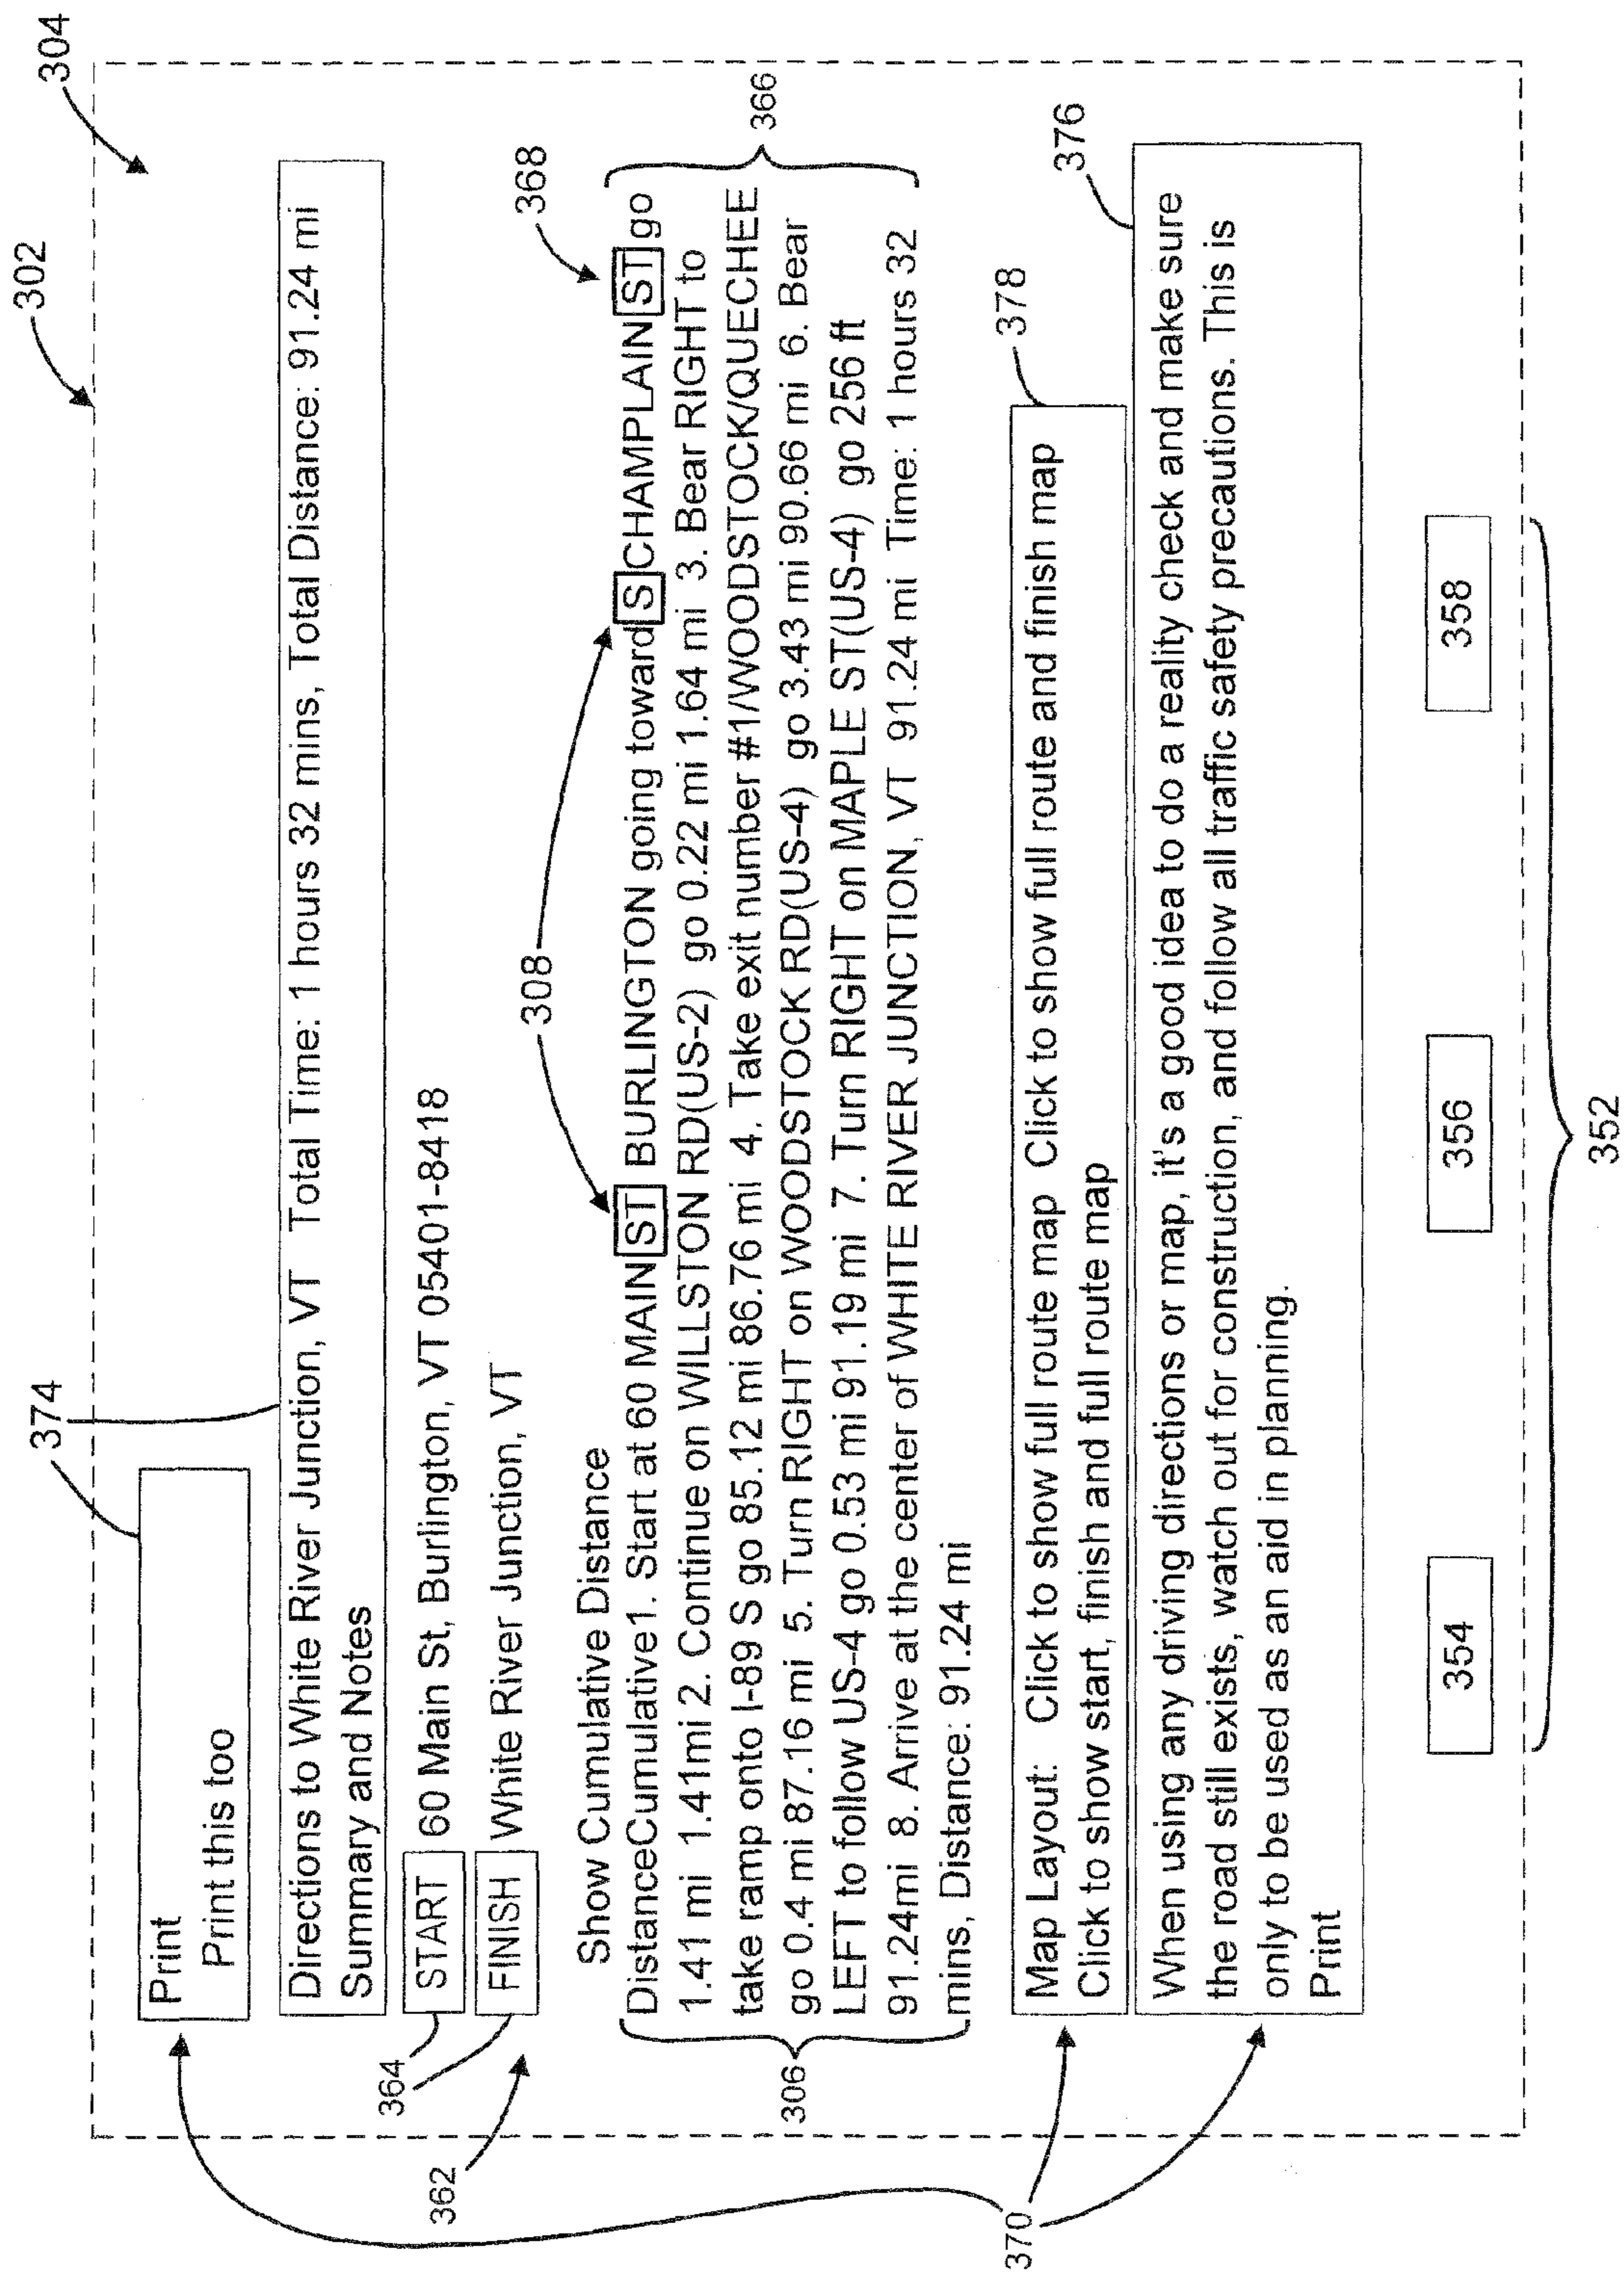 302
304
374
Print
Print this too
Directions to White River Junction, VT Total Time: 1 hours 32 mins, Total Distance: 91.24 mi
Summary and Notes
364
START 60 Main St, Burlington, VT 05401-8418
FINISH White River Junction, VT
362
308
368
Show Cumulative Distance
DistanceCumulative1. Start at 60 MAIN ST BURLINGTON going toward S CHAMPLAIN ST go
1.41 mi 1.41mi 2. Continue on WILLSTON RD(US-2) go 0.22 mi 1.64 mi 3. Bear RIGHT to
take ramp onto I-89 S go 85.12 mi 86.76 mi 4. Take exit number #1/WOODSTOCK/QUECHEE
go 0.4 mi 87.16 mi 5. Turn RIGHT on WOODSTOCK RD(US-4) go 3.43 mi 90.66 mi 6. Bear
LEFT to follow US-4 go 0.53 mi 91.19 mi 7. Turn RIGHT on MAPLE ST(US-4) go 256 ft
91.24mi 8. Arrive at the center of WHITE RIVER JUNCTION, VT 91.24 mi Time: 1 hours 32
mins, Distance: 91.24 mi
306
366
370
378
376
Map Layout: Click to show full route map Click to show full route and finish map
Click to show start, finish and full route map
When using any driving directions or map, it's a good idea to do a reality check and make sure
the road still exists, watch out for construction, and follow all traffic safety precautions. This is
only to be used as an aid in planning.
Print
354
356
358
352